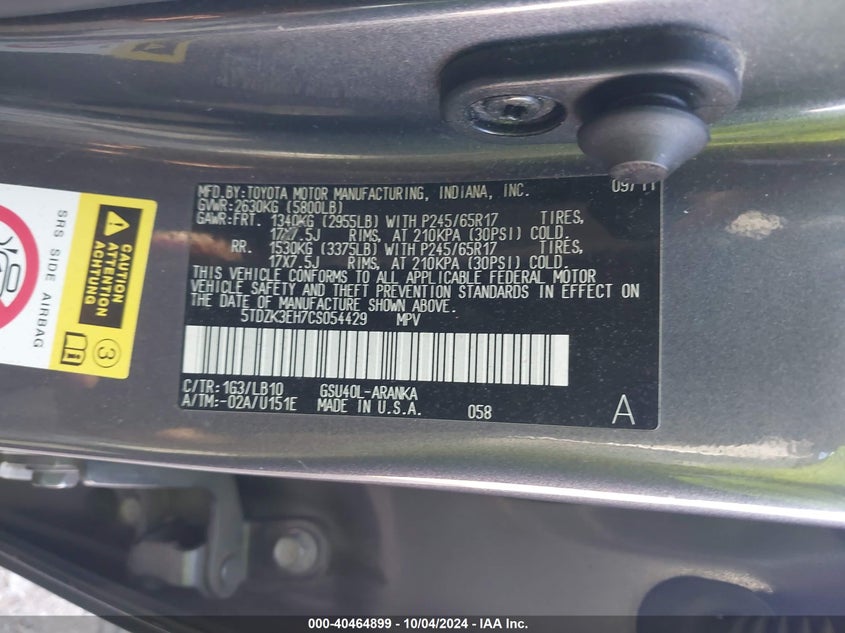 MFD.BY:TOYOTA MOTOR MANUFACTURING, INDIANA, INC. 09/11
GVWR: 2630KG (5800LB)
GAWR:FRT. 1340KG (2955LB) WITH P245/65R17 TIRES,
17X7.5J RIMS, AT 210KPA (30PSI) COLD.
RR. 1530KG (3375LB) WITH P245/65R17 TIRES,
17X7.5J RIMS, AT 210KPA (30PSI) COLD.
THIS VEHICLE CONFORMS TO ALL APPLICABLE FEDERAL MOTOR
VEHICLE SAFETY AND THEFT PREVENTION STANDARDS IN EFFECT ON
THE DATE OF MANUFACTURE SHOWN ABOVE.
5TDZK3EH7CS054429 MPV
C/TR:1G3/LB10 GSU40L-ARANKA
A/TM:-02A/U151E MADE IN U.S.A. 058
A
SRS SIDE AIRBAG
CAUTION
ATTENTION
ACHTUNG
3
000-40464899 - 10/04/2024 - IAA Inc.